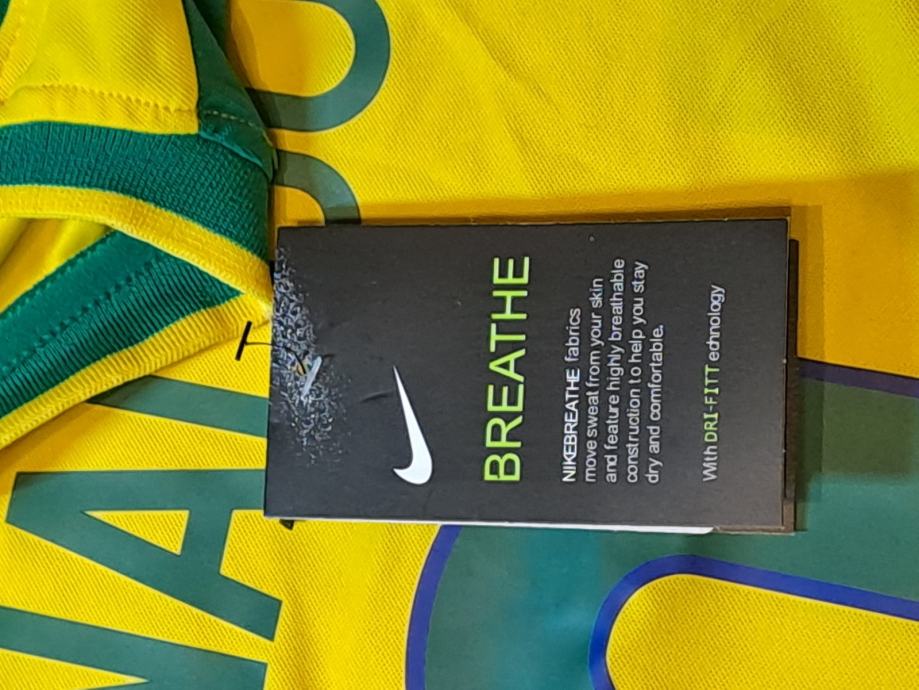 BREATHE
NIKEBREATHE fabrics
move sweat from your skin
and feature highly breathable
construction to help you stay
dry and comfortable.
With DRI-FITT echnology